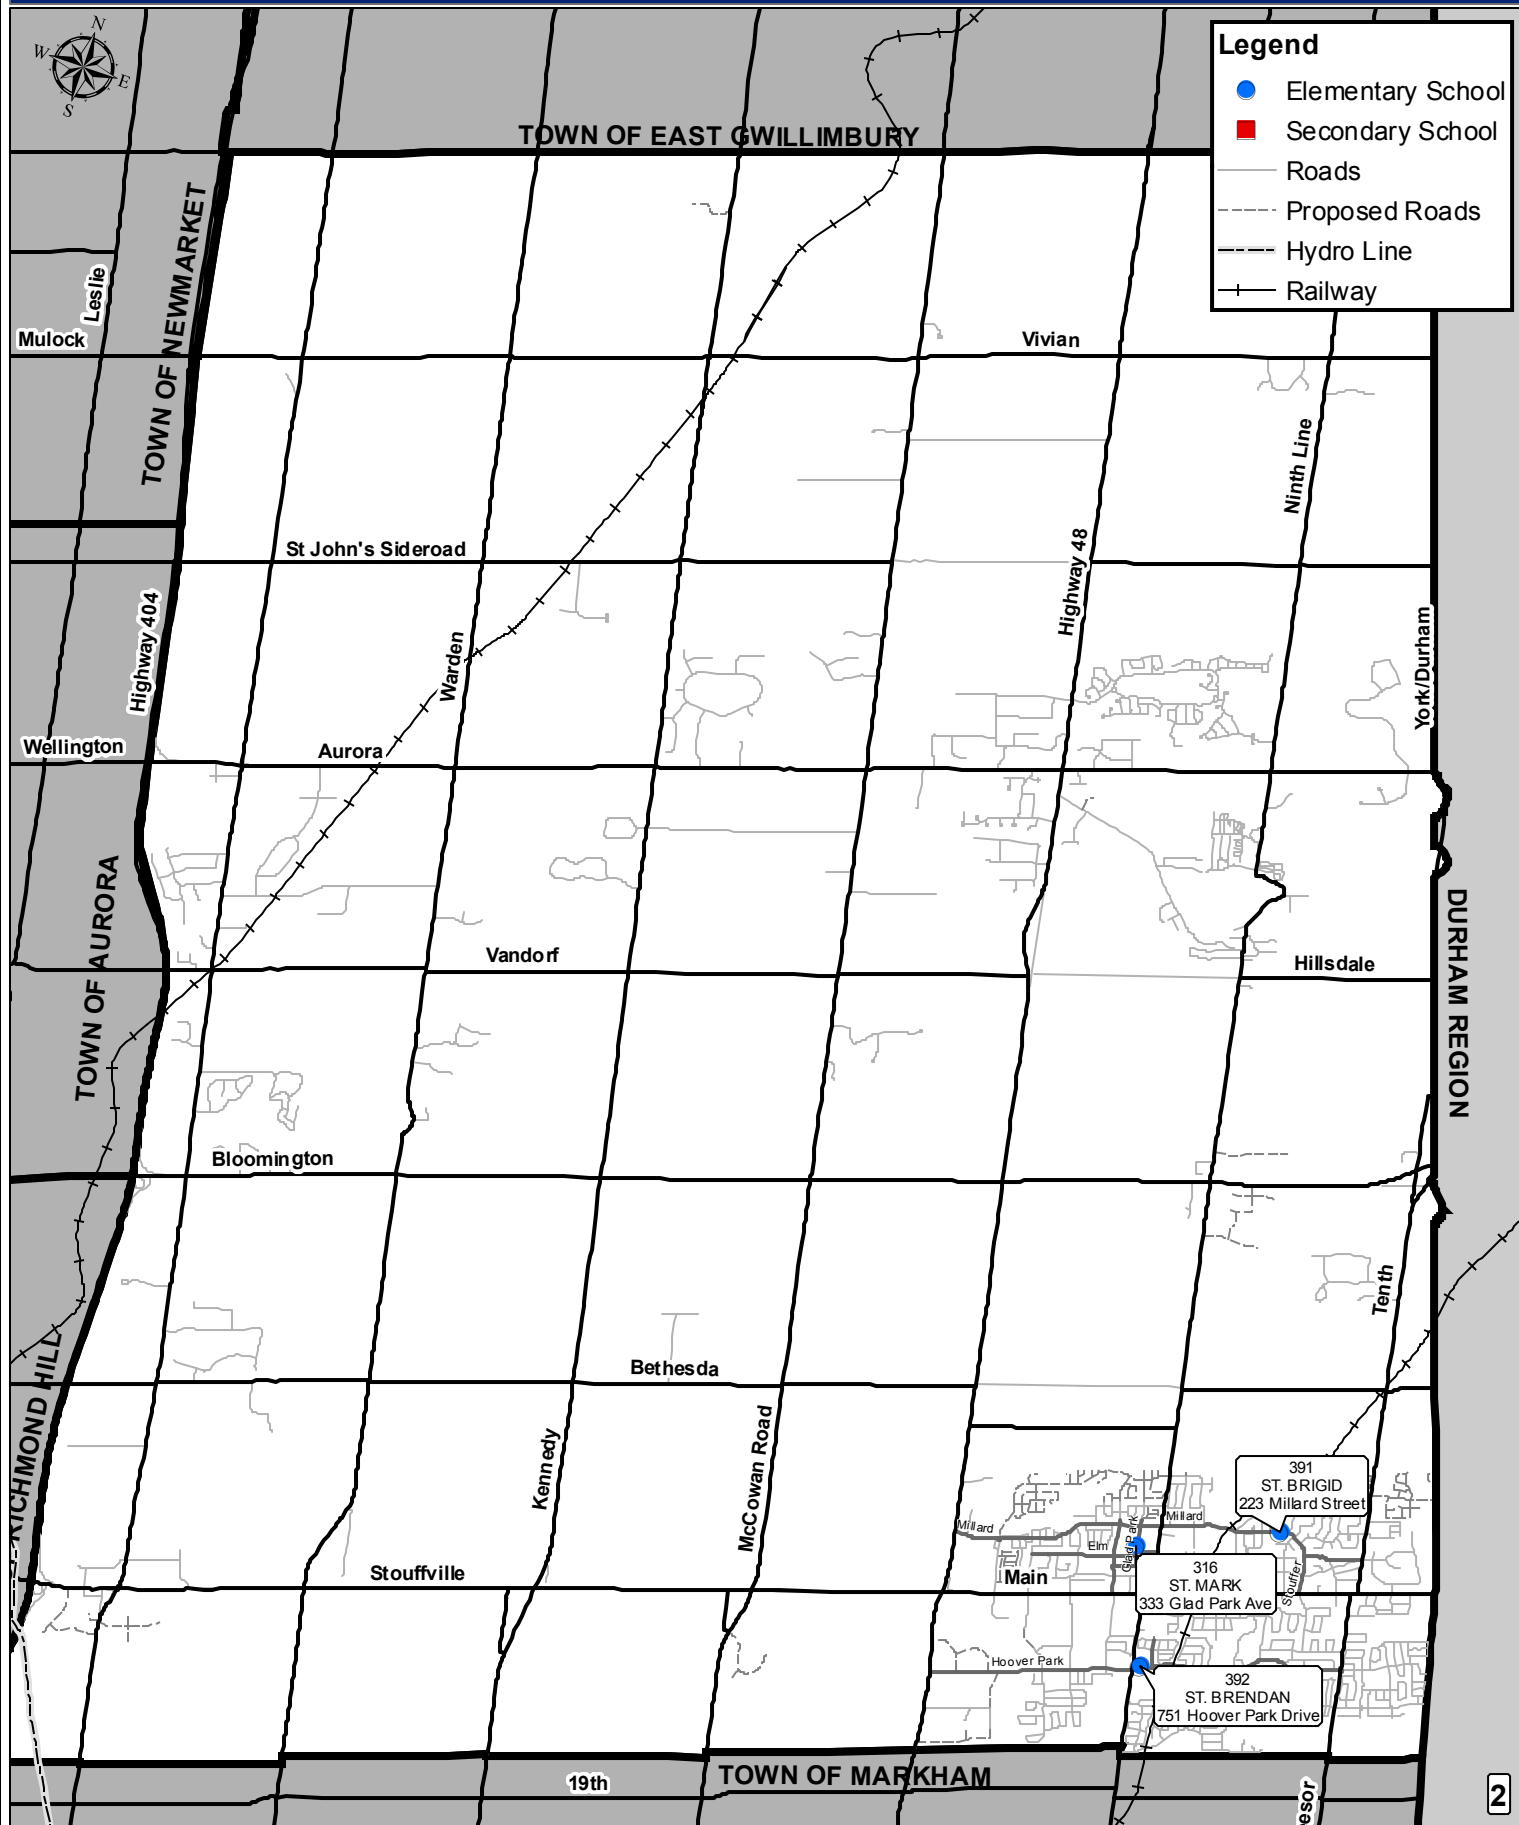 N
W
E
S
Legend
Elementary School
Secondary School
Roads
Proposed Roads
Hydro Line
Railway
TOWN OF EAST GWILLIMBURY
TOWN OF NEWMARKET
Leslie
Mulock
Vivian
Ninth Line
St John's Sideroad
Highway 48
Highway 404
Warden
York/Durham
Wellington
Aurora
TOWN OF AURORA
DURHAM REGION
Vandorf
Hillsdale
Bloomington
Tenth
RICHMOND HILL
Bethesda
Kennedy
McCowan Road
391
ST. BRIGID
223 Millard Street
Millard
Millard
Elm
Glad Park
Stouffer
316
ST. MARK
333 Glad Park Ave
Stouffville
Main
Hoover Park
392
ST. BRENDAN
751 Hoover Park Drive
19th
TOWN OF MARKHAM
esor
2